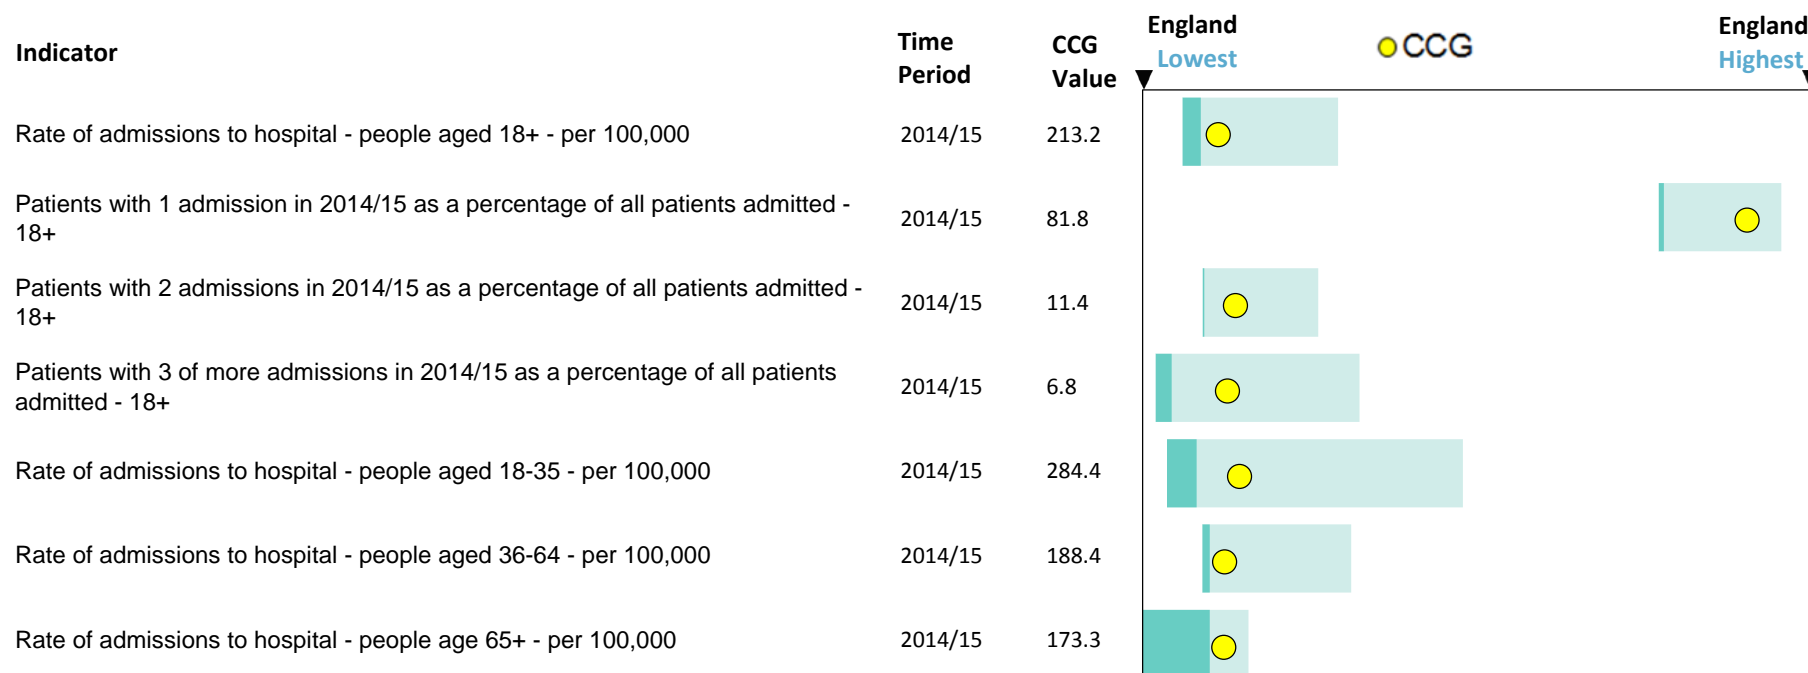 Indicator
Time
Period
CCG
Value
England
Lowest
CCG
England
Highest
Rate of admissions to hospital - people aged 18+ - per 100,000
2014/15
213.2
Patients with 1 admission in 2014/15 as a percentage of all patients admitted -
18+
2014/15
81.8
Patients with 2 admissions in 2014/15 as a percentage of all patients admitted -
18+
2014/15
11.4
Patients with 3 of more admissions in 2014/15 as a percentage of all patients
admitted - 18+
2014/15
6.8
Rate of admissions to hospital - people aged 18-35 - per 100,000
2014/15
284.4
Rate of admissions to hospital - people aged 36-64 - per 100,000
2014/15
188.4
Rate of admissions to hospital - people age 65+ - per 100,000
2014/15
173.3